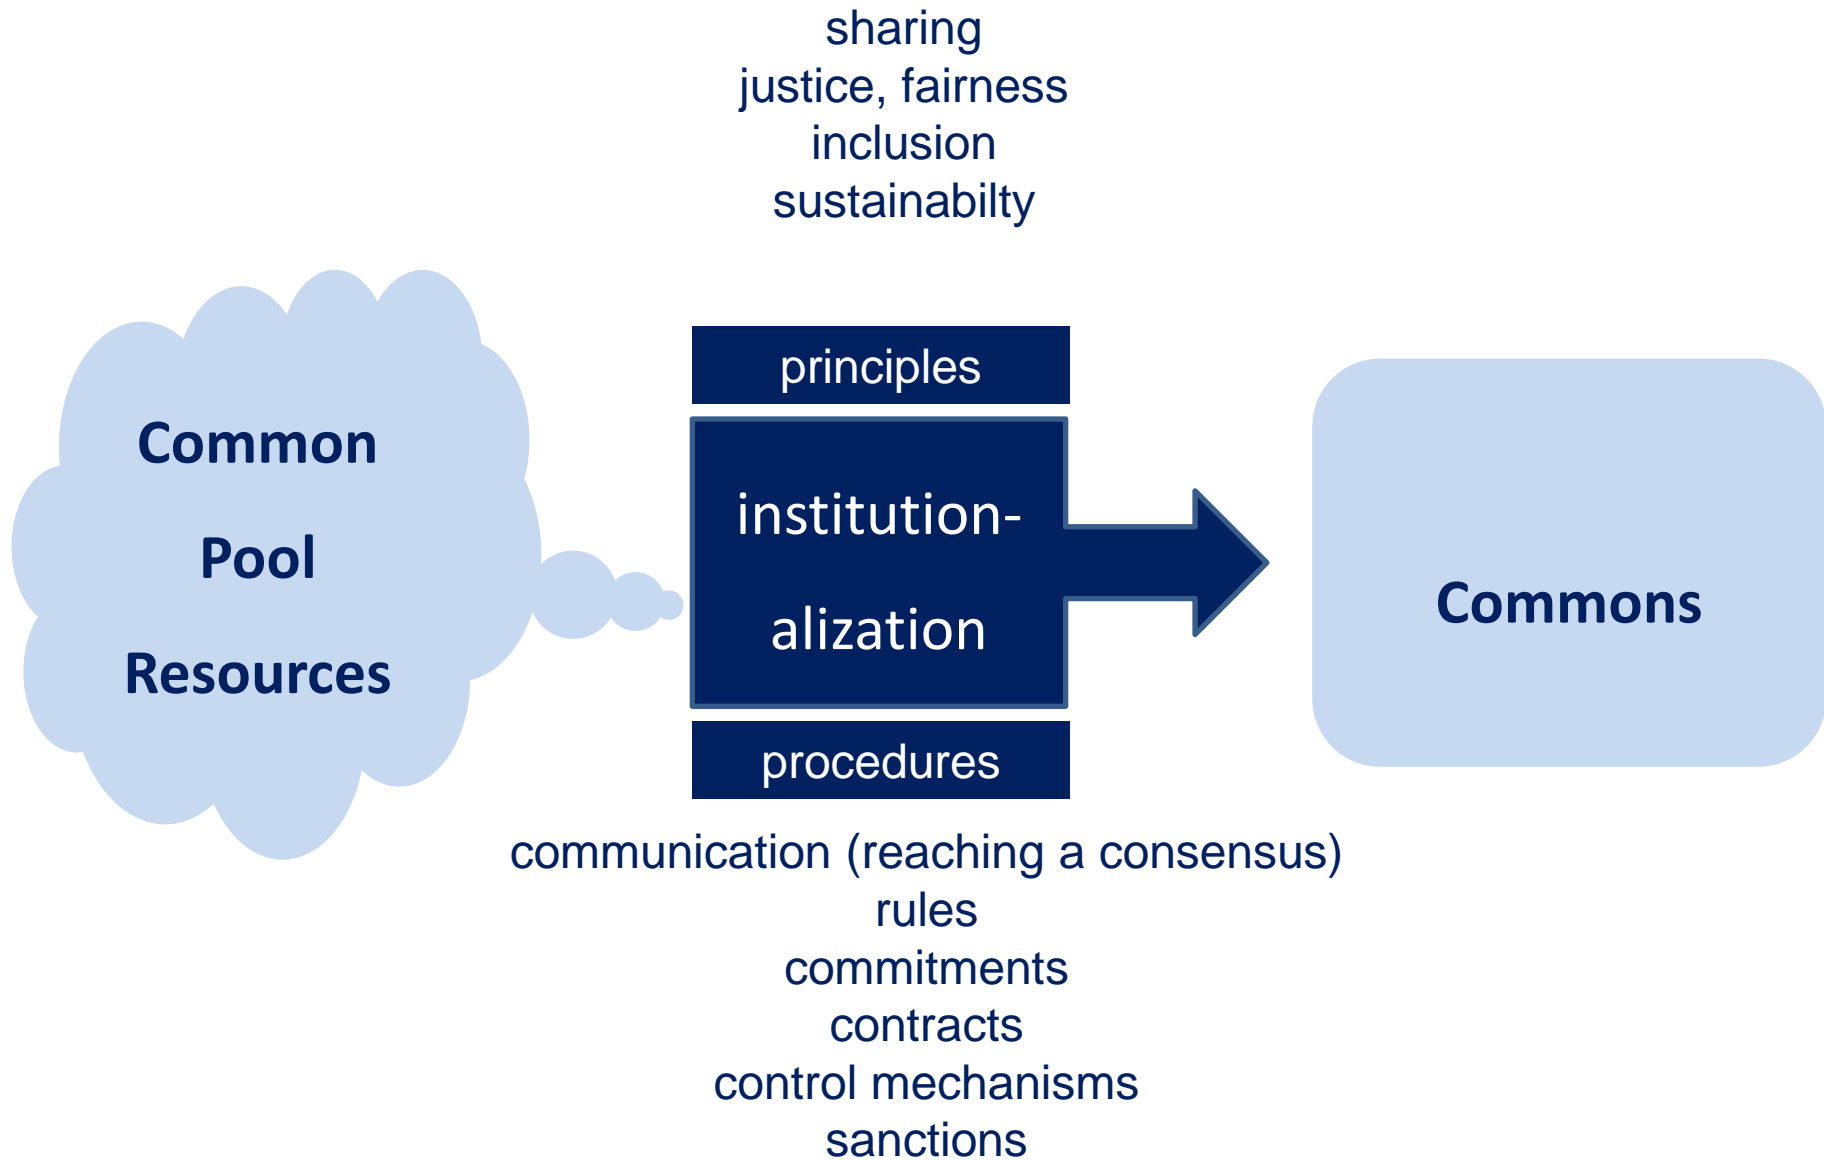 sharing
justice, fairness
inclusion
sustainabilty
Common
Pool
Resources
principles
institution-
alization
procedures
Commons
communication (reaching a consensus)
rules
commitments
contracts
control mechanisms
sanctions